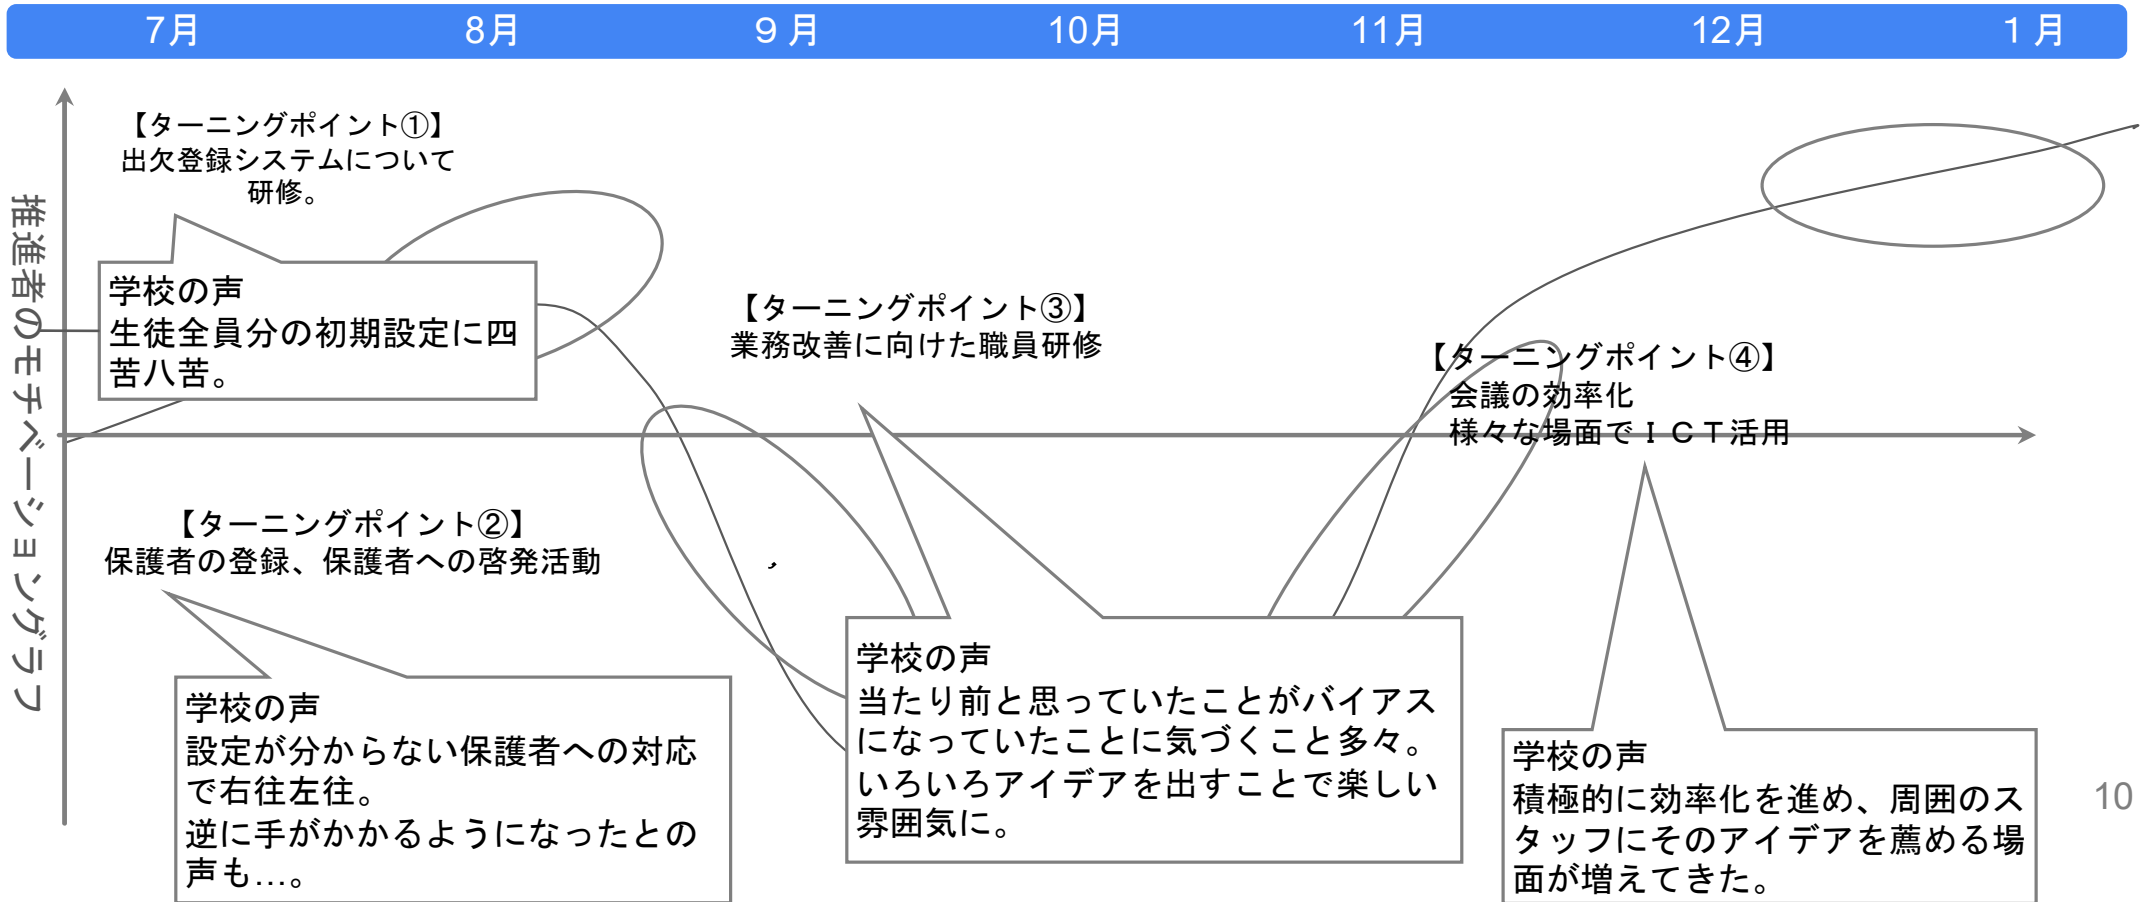 7月 8月 ９月 10月 11月 12月 １月
推進者のモチベーショングラフ
【ターニングポイント①】
出欠登録システムについて
研修。
学校の声
生徒全員分の初期設定に四
苦八苦。
【ターニングポイント②】
保護者の登録、保護者への啓発活動
学校の声
設定が分からない保護者への対応
で右往左往。
逆に手がかかるようになったとの
声も…。
【ターニングポイント③】
業務改善に向けた職員研修
学校の声
当たり前と思っていたことがバイアス
になっていたことに気づくこと多々。
いろいろアイデアを出すことで楽しい
雰囲気に。
【ターニングポイント④】
会議の効率化
様々な場面でＩＣＴ活用
学校の声
積極的に効率化を進め、周囲のス
タッフにそのアイデアを薦める場
面が増えてきた。
10